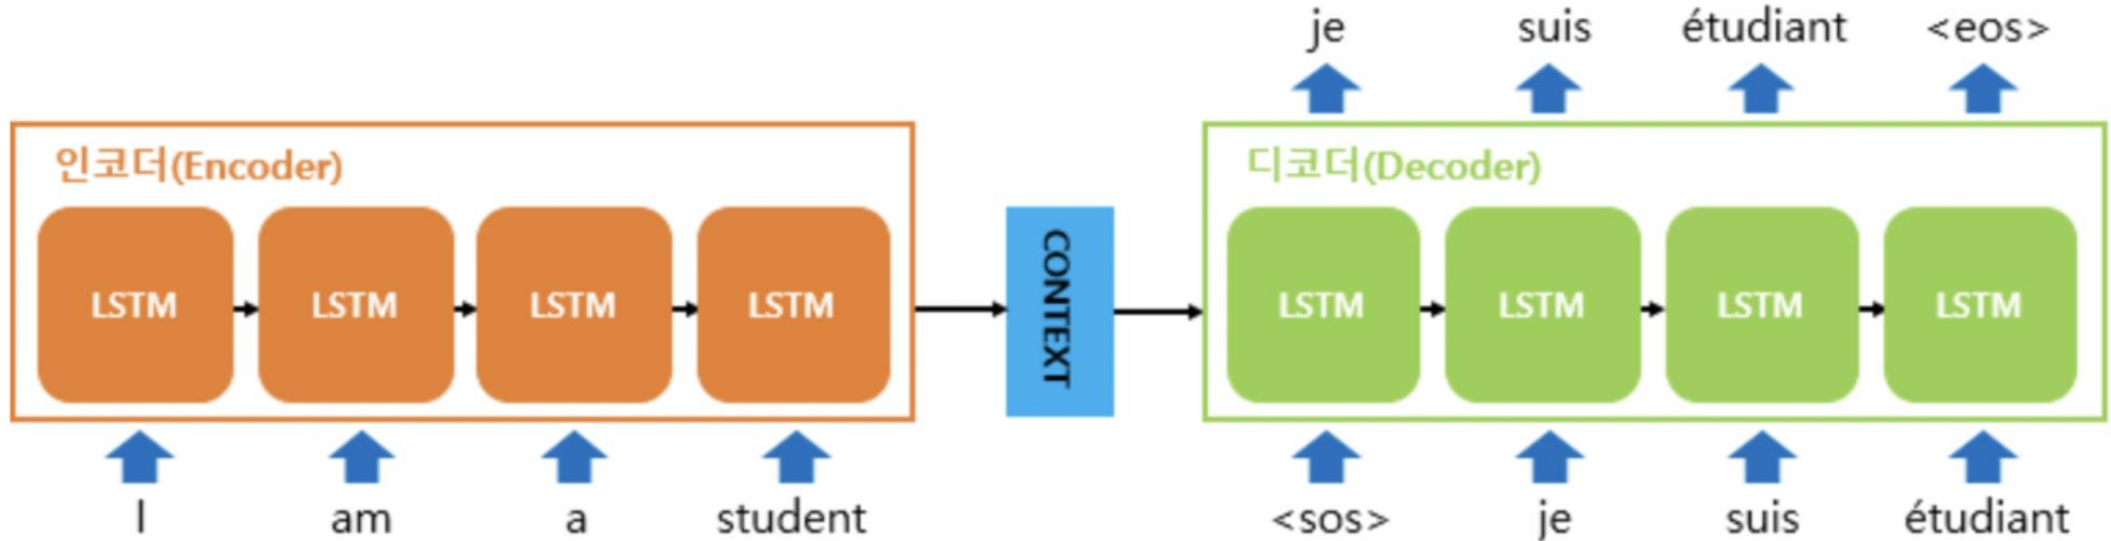 je suis étudiant <eos>
인코더(Encoder)
디코더(Decoder)
LSTM LSTM LSTM LSTM
CONTEXT
LSTM LSTM LSTM LSTM
I am a student
<sos> je suis étudiant